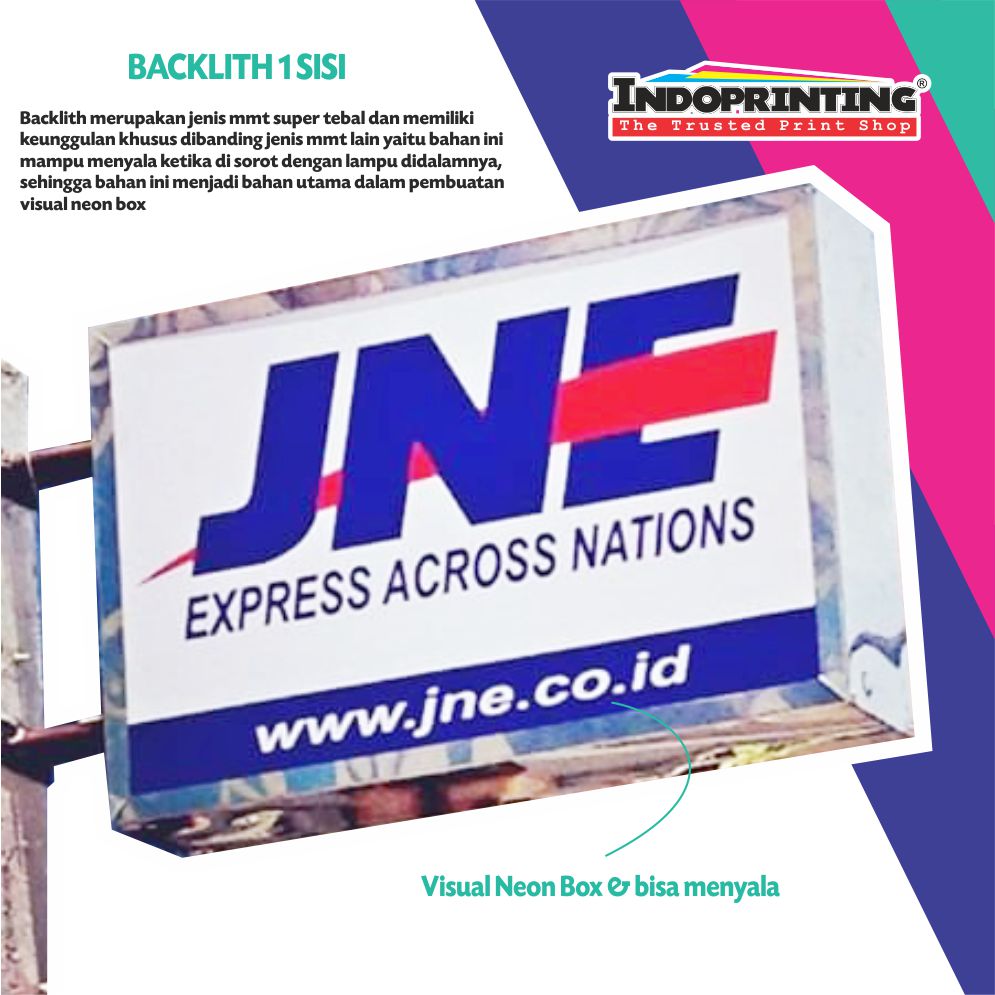 BACKLITH 1 SISI
Backlith merupakan jenis mmt super tebal dan memiliki
keunggulan khusus dibanding jenis mmt lain yaitu bahan ini
mampu menyala ketika di sorot dengan lampu didalamnya,
sehingga bahan ini menjadi bahan utama dalam pembuatan
visual neon box
INDOPRINTING®
The Trusted Print Shop
JNE
EXPRESS ACROSS NATIONS
www.jne.co.id
Visual Neon Box & bisa menyala